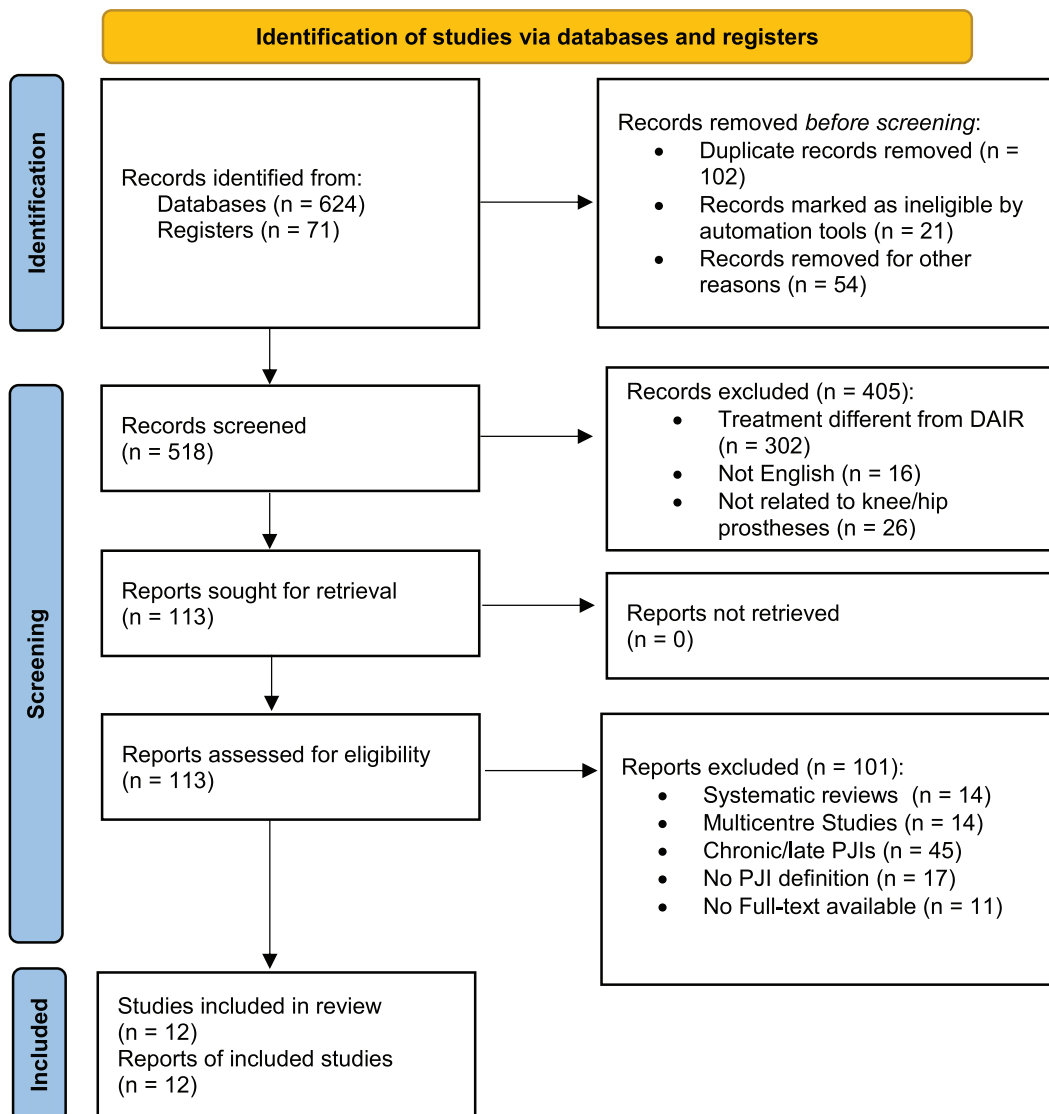 Identification of studies via databases and registers
Identification
Records identified from:
Databases (n = 624)
Registers (n = 71)
Records removed before screening:
• Duplicate records removed (n =
102)
• Records marked as ineligible by
automation tools (n = 21)
• Records removed for other
reasons (n = 54)
Screening
Records screened
(n = 518)
Records excluded (n = 405):
• Treatment different from DAIR
(n = 302)
• Not English (n = 16)
• Not related to knee/hip
prostheses (n = 26)
Reports sought for retrieval
(n = 113)
Reports not retrieved
(n = 0)
Reports assessed for eligibility
(n = 113)
Reports excluded (n = 101):
• Systematic reviews (n = 14)
• Multicentre Studies (n = 14)
• Chronic/late PJIs (n = 45)
• No PJI definition (n = 17)
• No Full-text available (n = 11)
Included
Studies included in review
(n = 12)
Reports of included studies
(n = 12)